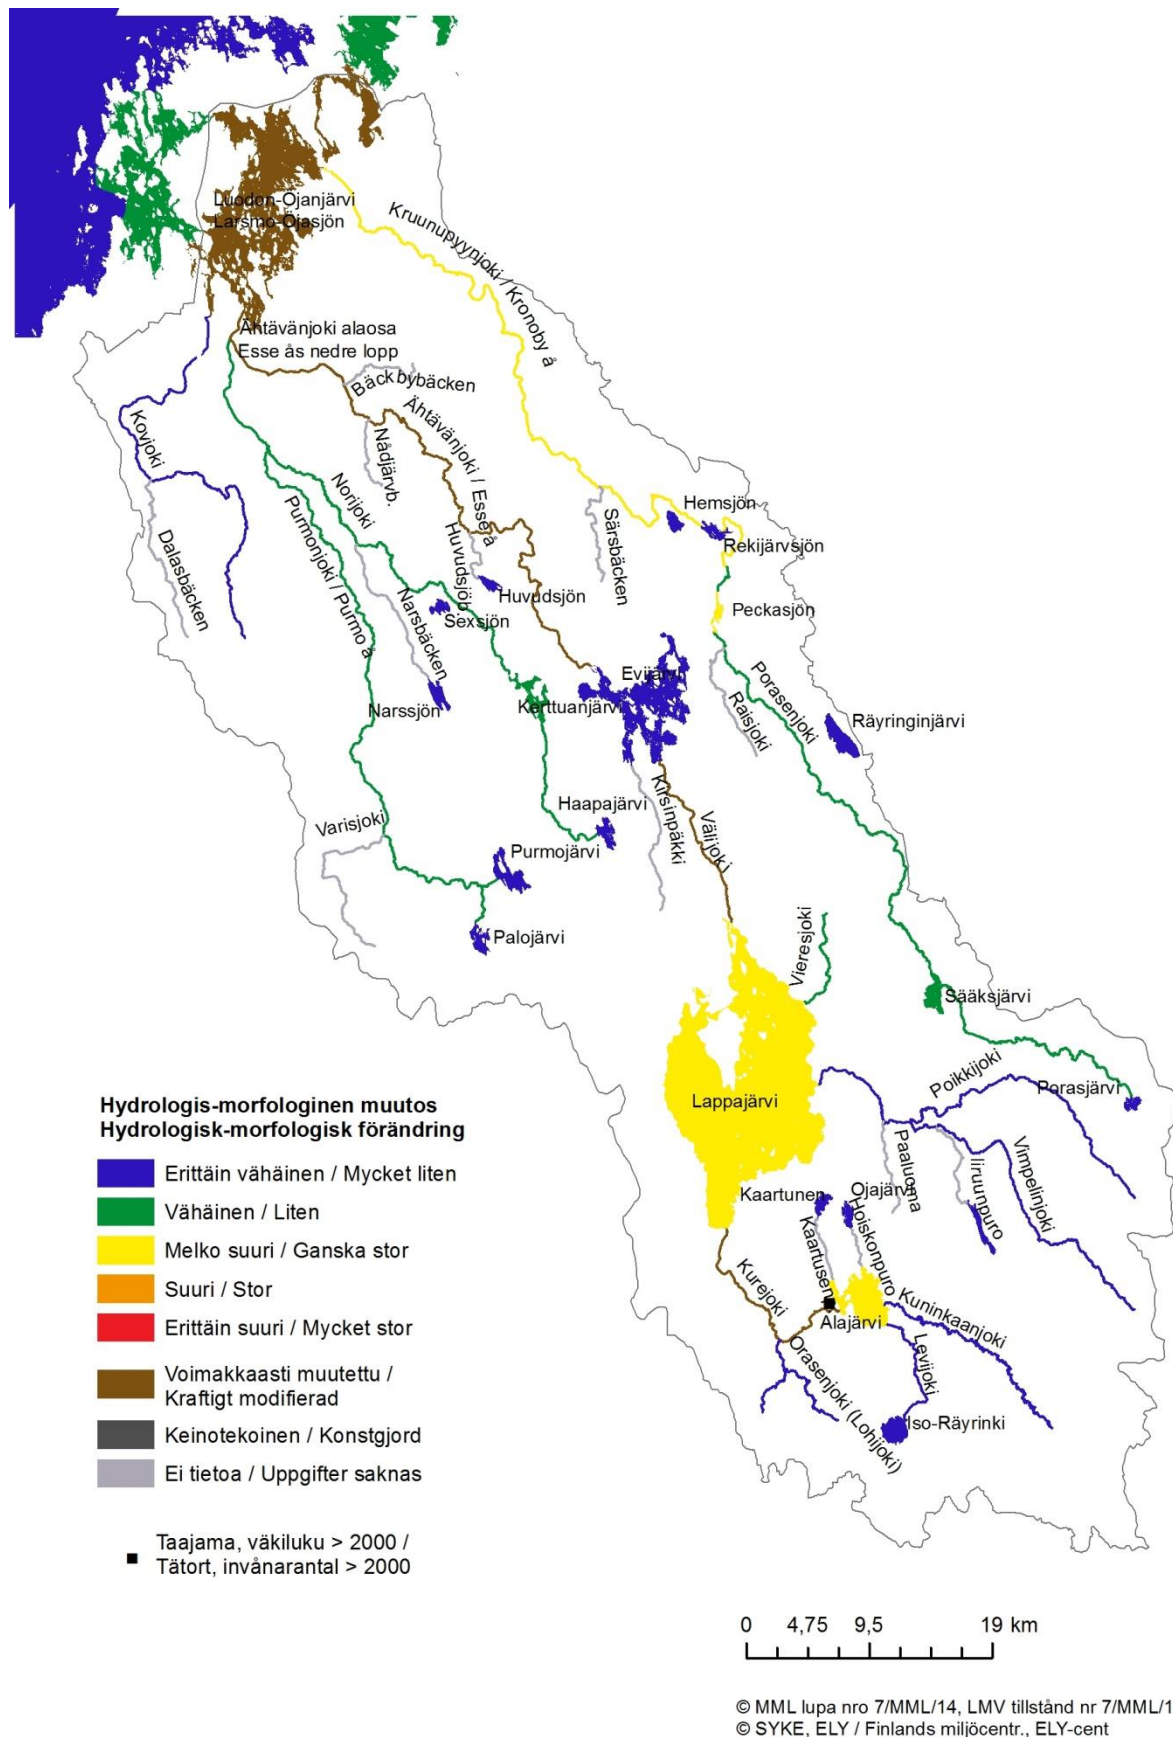 Luodon-Öjanjärvi
Larsmo-Öjasjön
Kruunupyynjoki / Kronoby å
Ähtävänjoki alaosa
Esse ås nedre lopp
Bäckbybäcken
Kovjoki
Ähtävänjoki / Esse å
Nådjärvb.
Norijoki
Purmonjoki / Purmo å
Dalasbäcken
Hemsjön
Särsbäcken
Rekijärvsjön
Huvudsjöb
Huvudsjön
Narsbäcken
Sexsjön
Peckasjön
Evijärvi
Porasenjoki
Kerttuanjärvi
Narssjön
Raisjoki
Räyringinjärvi
Haapajärvi
Kirsinpäkki
Välijoki
Varisjoki
Purmojärvi
Palojärvi
Vieresjoki
Sääksjärvi
Poikkijoki
Porasjärvi
Lappajärvi
Paaluoma
Iiruunpuro
Vimpelinjoki
Kaartunen
Ojajärvi
Hoiskonpuro
Kaartusen
Kurejoki
Kuninkaanjoki
Alajärvi
Levijoki
Orasenjoki (Lohijoki)
Iso-Räyrinki
Hydrologis-morfologinen muutos
Hydrologisk-morfologisk förändring
Erittäin vähäinen / Mycket liten
Vähäinen / Liten
Melko suuri / Ganska stor
Suuri / Stor
Erittäin suuri / Mycket stor
Voimakkaasti muutettu /
Kraftigt modifierad
Keinotekoinen / Konstgjord
Ei tietoa / Uppgifter saknas
Taajama, väkiluku > 2000 /
Tätort, invånarantal > 2000
0 4,75 9,5 19 km
© MML lupa nro 7/MML/14, LMV tillstånd nr 7/MML/1
© SYKE, ELY / Finlands miljöcentr., ELY-cent